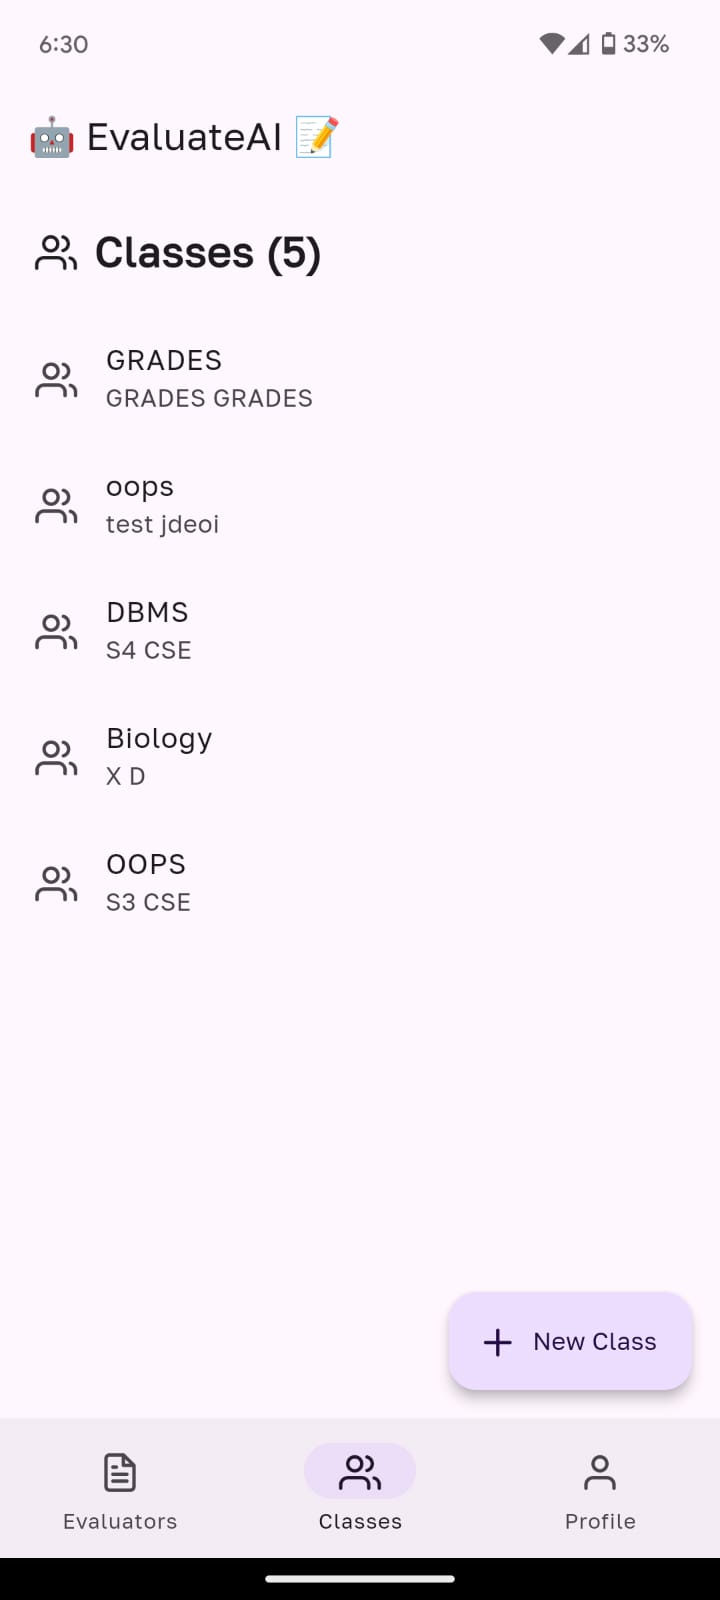 6:30
33%
EvaluateAI
Classes (5)
GRADES
GRADES GRADES
oops
test jdeoi
DBMS
S4 CSE
Biology
X D
OOPS
S3 CSE
New Class
Evaluators
Classes
Profile